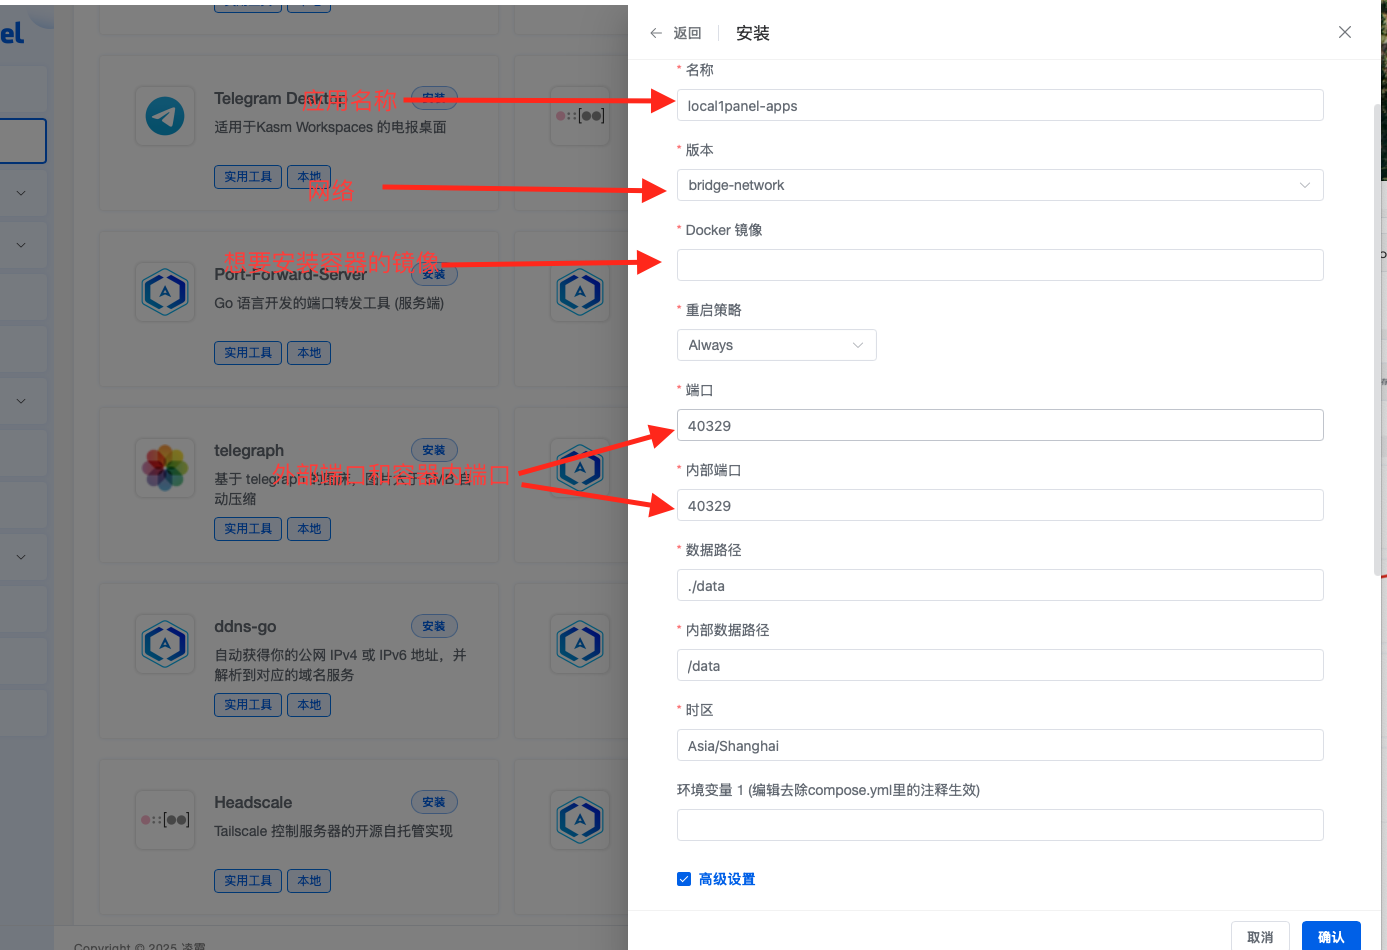 el
← 返回 | 安装
Telegram Desktop
安装
应用名称
适用于Kasm Workspaces 的电报桌面
实用工具 本地
网络
想要安装容器的镜像
Port-Forward-Server
安装
Go 语言开发的端口转发工具 (服务端)
实用工具 本地
telegraph
安装
外部端口和容器内端口
基于 telegraph 的图床，图片大于 5MB 自
动压缩
实用工具 本地
ddns-go
安装
自动获得你的公网 IPv4 或 IPv6 地址，并
解析到对应的域名服务
实用工具 本地
Headscale
安装
Tailscale 控制服务器的开源自托管实现
实用工具 本地
Copyright © 2025 凌霞
* 名称
local1panel-apps
* 版本
bridge-network
* Docker 镜像
* 重启策略
Always
* 端口
40329
* 内部端口
40329
* 数据路径
./data
* 内部数据路径
/data
* 时区
Asia/Shanghai
环境变量 1 (编辑去除compose.yml里的注释生效)
高级设置
取消 确认